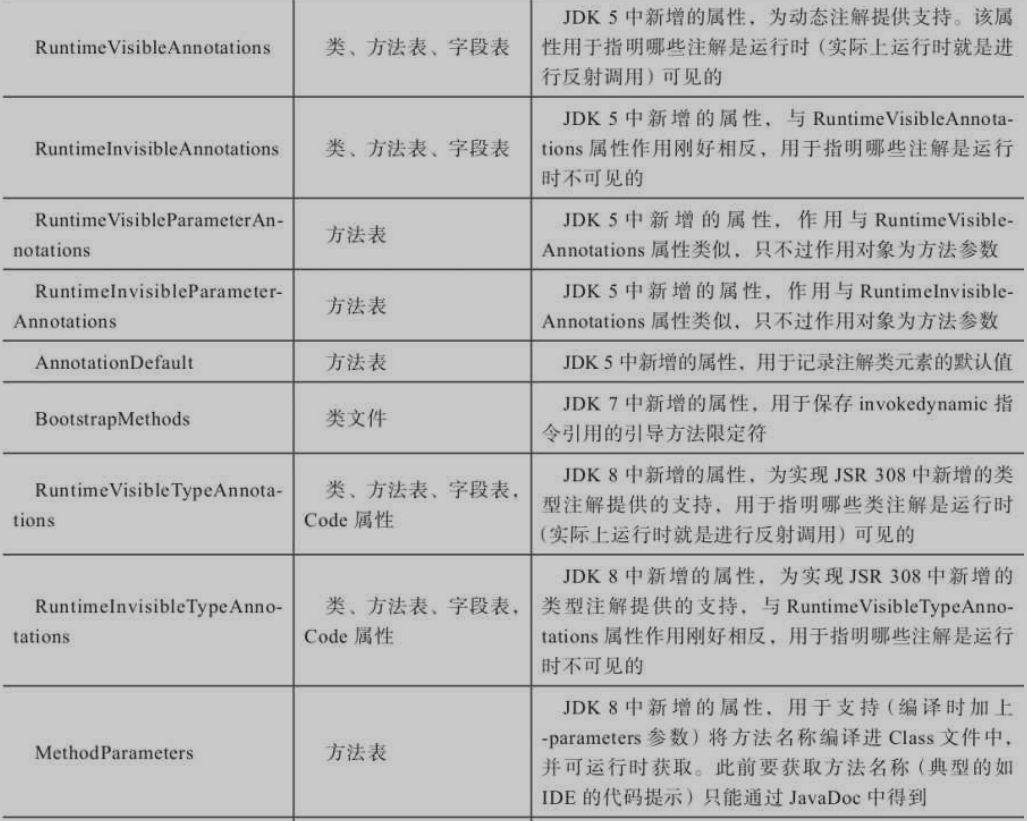 RuntimeVisibleAnnotations
类、方法表、字段表
JDK 5 中新增的属性，为动态注解提供支持。该属
性用于指明哪些注解是运行时（实际上运行时就是进
行反射调用）可见的
RuntimeInvisibleAnnotations
类、方法表、字段表
JDK 5 中新增的属性，与 RuntimeVisibleAnnota-
tions 属性作用刚好相反，用于指明哪些注解是运行
时不可见的
RuntimeVisibleParameterAn-
notations
方法表
JDK 5 中新增的属性，作用与 RuntimeVisible-
Annotations 属性类似，只不过作用对象为方法参数
RuntimeInvisibleParameter-
Annotations
方法表
JDK 5 中新增的属性，作用与 RuntimeInvisible-
Annotations 属性类似，只不过作用对象为方法参数
AnnotationDefault
方法表
JDK 5 中新增的属性，用于记录注解类元素的默认值
BootstrapMethods
类文件
JDK 7 中新增的属性，用于保存 invokedynamic 指
令引用的引导方法限定符
RuntimeVisibleTypeAnnota-
tions
类、方法表、字段表，
Code 属性
JDK 8 中新增的属性，为实现 JSR 308 中新增的类
型注解提供的支持，用于指明哪些类注解是运行时
（实际上运行时就是进行反射调用）可见的
RuntimeInvisibleTypeAnno-
tations
类、方法表、字段表，
Code 属性
JDK 8 中新增的属性，为实现 JSR 308 中新增的
类型注解提供的支持，与 RuntimeVisibleTypeAnno-
tations 属性作用刚好相反，用于指明哪些注解是运行
时不可见的
MethodParameters
方法表
JDK 8 中新增的属性，用于支持（编译时加上
-parameters 参数）将方法名称编译进 Class 文件中，
并可运行时获取。此前要获取方法名称（典型的如
IDE 的代码提示）只能通过 JavaDoc 中得到